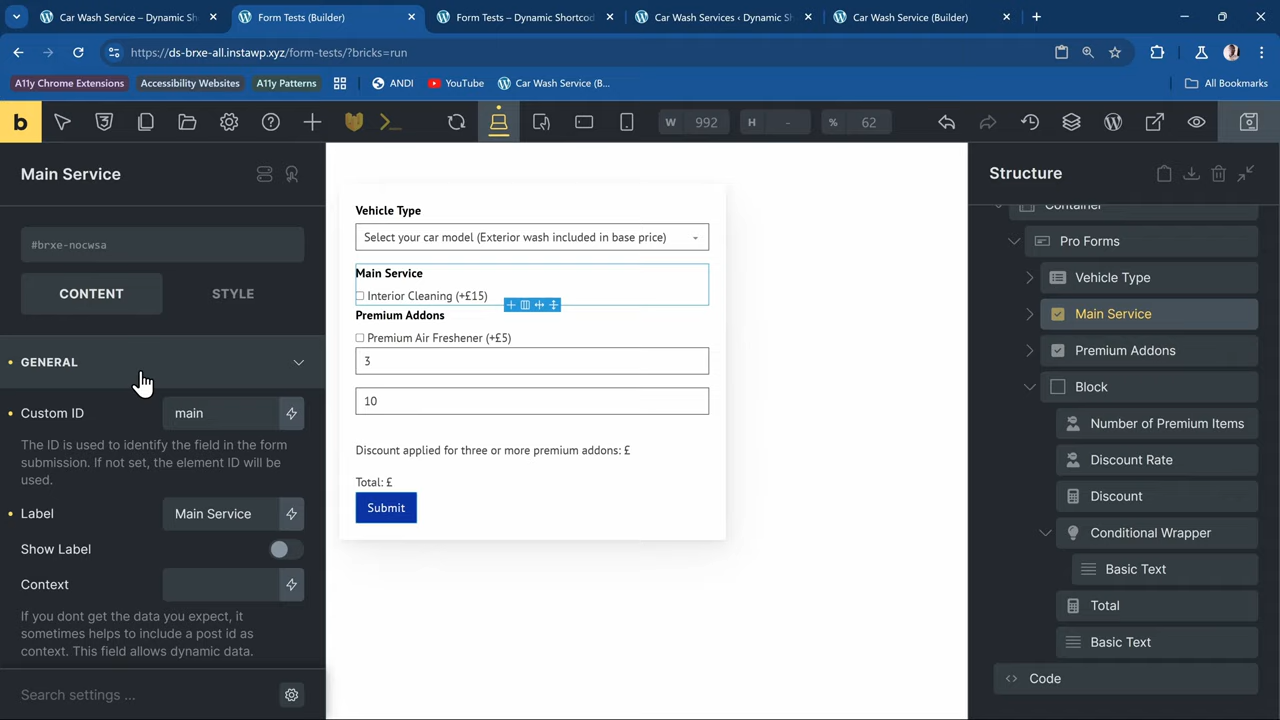 Car Wash Service – Dynamic Sh
Form Tests (Builder)
Form Tests – Dynamic Shortcod
Car Wash Services ‹ Dynamic Sh
Car Wash Service (Builder)
https://ds-brxe-all.instawp.xyz/form-tests/?bricks=run
A11y Chrome Extensions
Accessibility Websites
A11y Patterns
ANDI
YouTube
Car Wash Service (B...
All Bookmarks
b
W 992
H -
% 62
Main Service
#brxe-nocwsa
CONTENT
STYLE
GENERAL
Custom ID
main
The ID is used to identify the field in the form
submission. If not set, the element ID will be
used.
Label
Main Service
Show Label
Context
If you dont get the data you expect, it
sometimes helps to include a post id as
context. This field allows dynamic data.
Search settings ...
Vehicle Type
Select your car model (Exterior wash included in base price)
Main Service
Interior Cleaning (+£15)
Premium Addons
Premium Air Freshener (+£5)
3
10
Discount applied for three or more premium addons: £
Total: £
Submit
Structure
Container
Pro Forms
Vehicle Type
Main Service
Premium Addons
Block
Number of Premium Items
Discount Rate
Discount
Conditional Wrapper
Basic Text
Total
Basic Text
Code